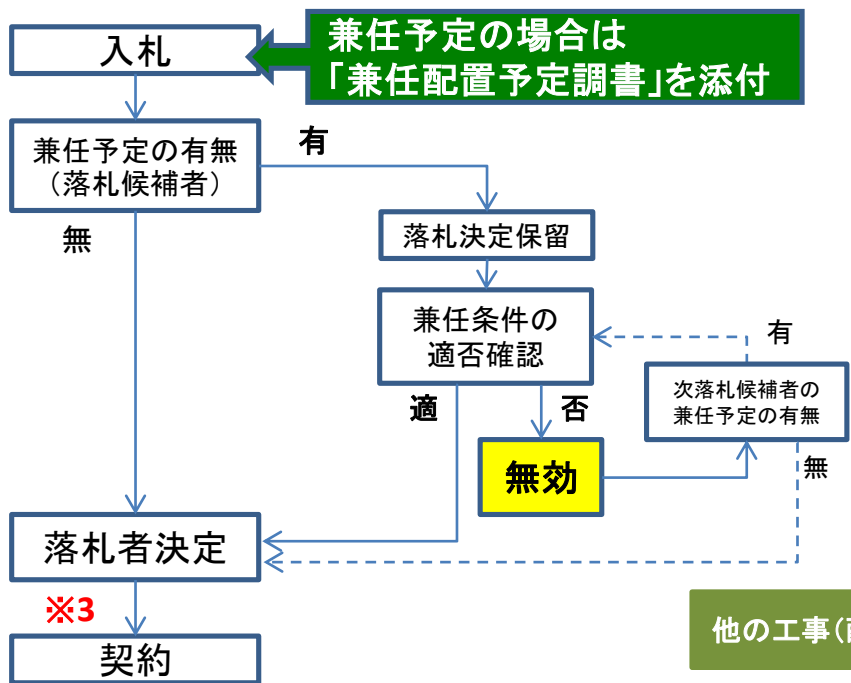 入札
兼任予定の場合は
「兼任配置予定調書」を添付
兼任予定の有無
（落札候補者）
有
無
落札決定保留
兼任条件の
適否確認
有
次落札候補者の
兼任予定の有無
適
否
無効
無
落札者決定
※3
契約
他の工事（